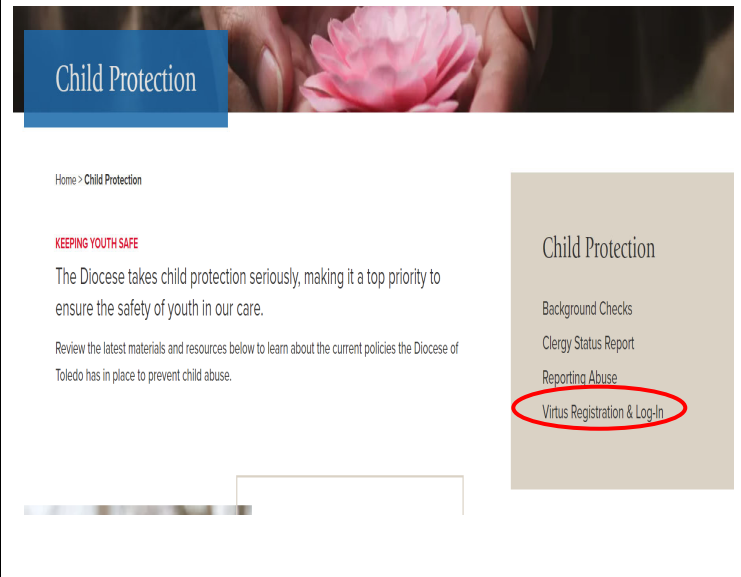 Child Protection
Home > Child Protection
KEEPING YOUTH SAFE
The Diocese takes child protection seriously, making it a top priority to
ensure the safety of youth in our care.
Review the latest materials and resources below to learn about the current policies the Diocese of
Toledo has in place to prevent child abuse.
Child Protection
Background Checks
Clergy Status Report
Reporting Abuse
Virtus Registration & Log-In